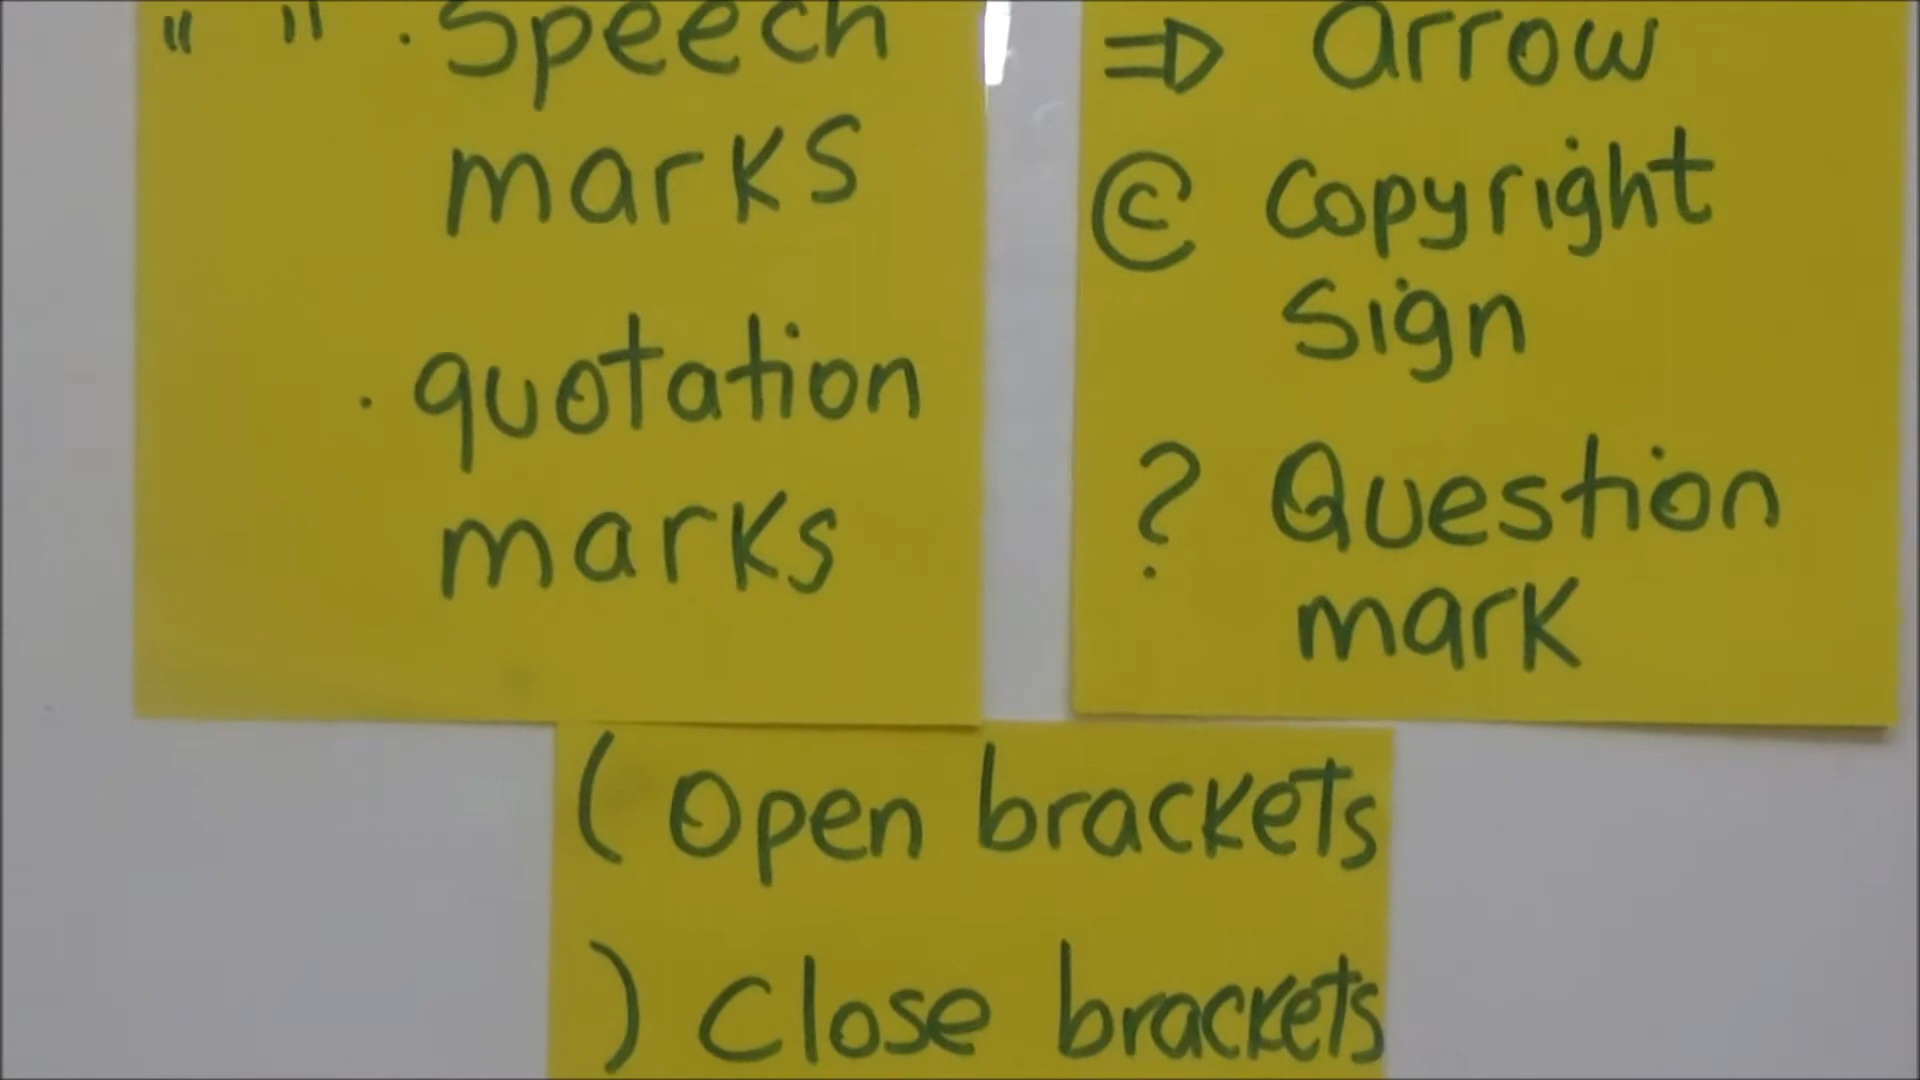 " " · Speech
marks
· quotation
marks
⇒ arrow
© Copyright
Sign
? Question
mark
( Open brackets
) Close brackets